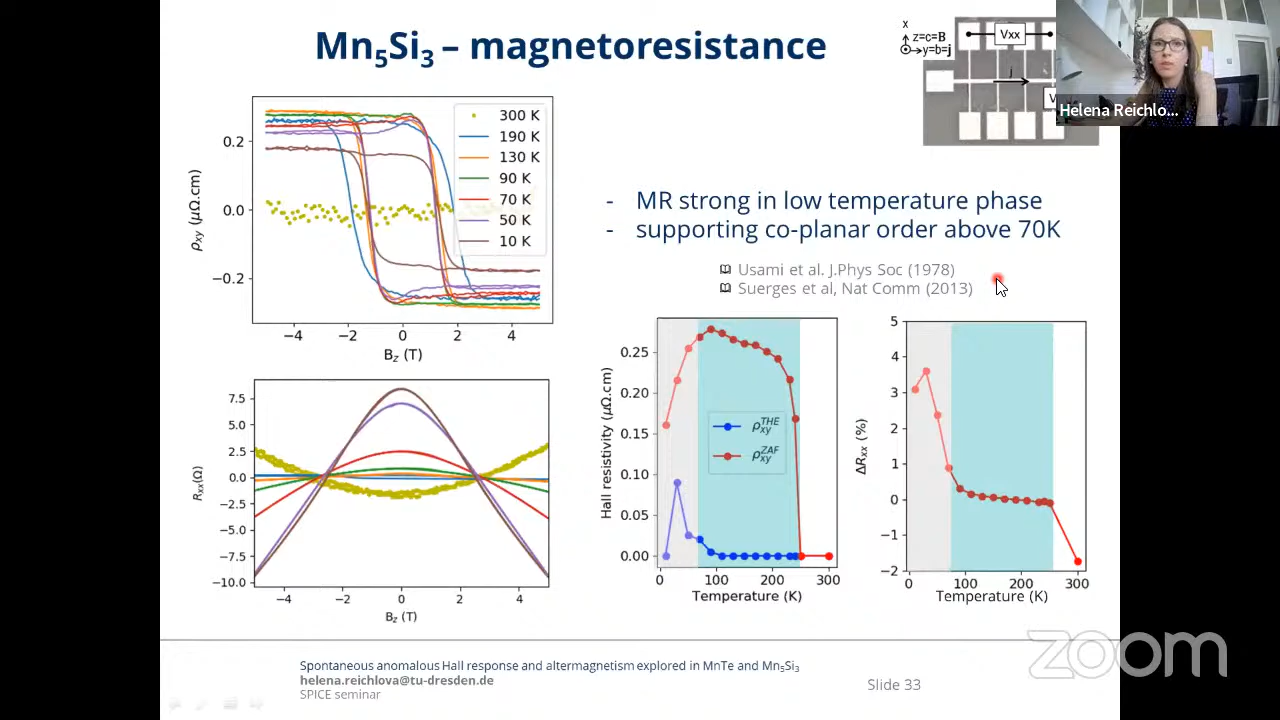 Mn5Si3 – magnetoresistance
x
z=c=B
y=b=j
Vxx
j
V
Helena Reichlo...
300 K
190 K
130 K
90 K
70 K
50 K
10 K
0.2
0.0
−0.2
ρxy (μΩ.cm)
−4
−2
0
2
4
Bz (T)
- MR strong in low temperature phase
- supporting co-planar order above 70K
Usami et al. J.Phys Soc (1978)
Suerges et al, Nat Comm (2013)
7.5
5.0
2.5
0.0
−2.5
−5.0
−7.5
−10.0
Rxx(Ω)
−4
−2
0
2
4
Bz (T)
0.25
0.20
0.15
0.10
0.05
0.00
Hall resistivity (μΩ.cm)
ρxy THE
ρxy ZAF
0
100
200
300
Temperature (K)
5
4
3
2
1
0
−1
−2
ΔRxx (%)
0
100
200
300
Temperature (K)
Spontaneous anomalous Hall response and altermagnetism explored in MnTe and Mn5Si3
helena.reichlova@tu-dresden.de
SPICE seminar
Slide 33
zoom